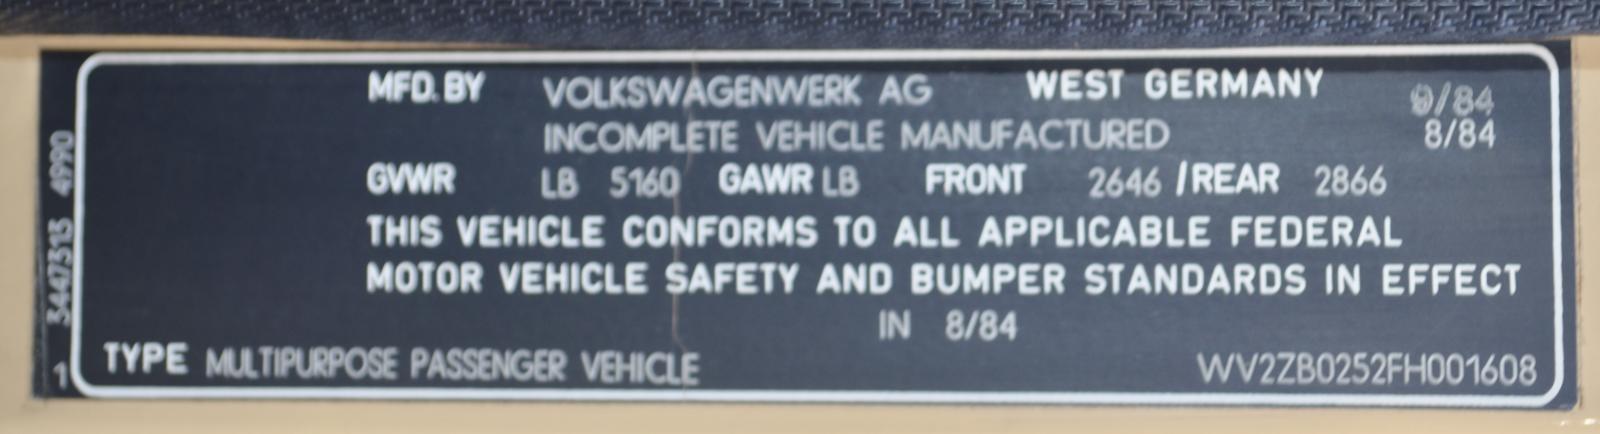 MFD. BY VOLKSWAGENWERK AG WEST GERMANY 9/84
INCOMPLETE VEHICLE MANUFACTURED 8/84
GVWR LB 5160 GAWR LB FRONT 2646 / REAR 2866
THIS VEHICLE CONFORMS TO ALL APPLICABLE FEDERAL
MOTOR VEHICLE SAFETY AND BUMPER STANDARDS IN EFFECT
IN 8/84
TYPE MULTIPURPOSE PASSENGER VEHICLE WV2ZB0252FH001608
1 3447313 4990